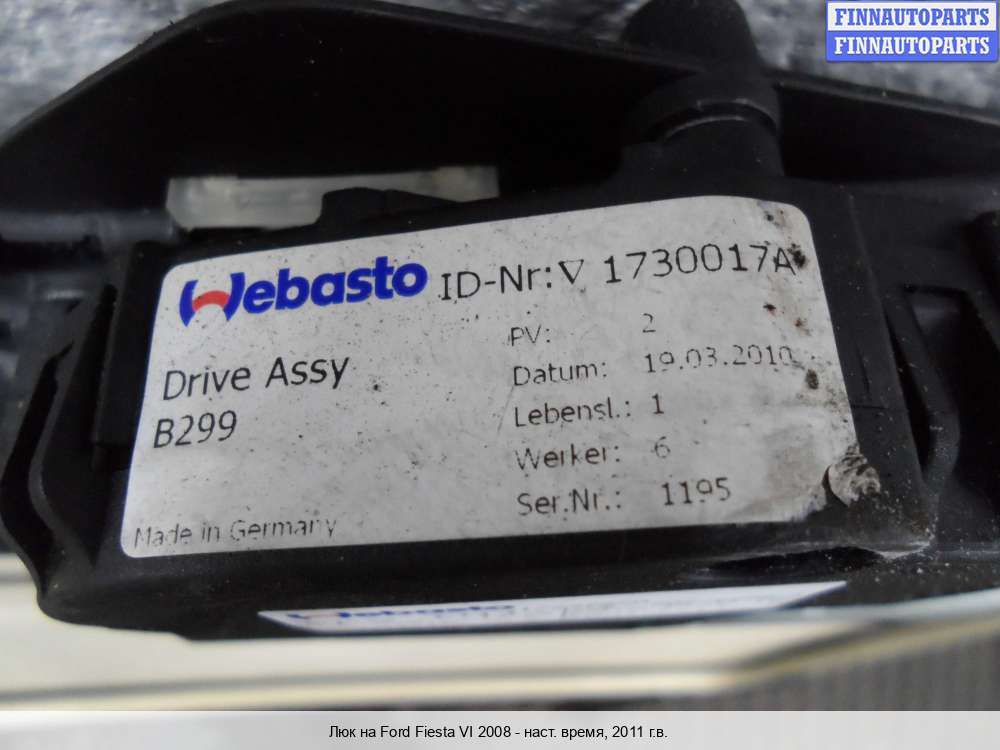 FINNAUTOPARTS
FINNAUTOPARTS
Webasto ID-Nr:∇ 1730017A
PV: 2
Drive Assy
Datum: 19.03.2010
B299
Lebensl.: 1
Werker: 6
Ser.Nr.: 1195
Made in Germany
Webasto
Люк на Ford Fiesta VI 2008 - наст. время, 2011 г.в.